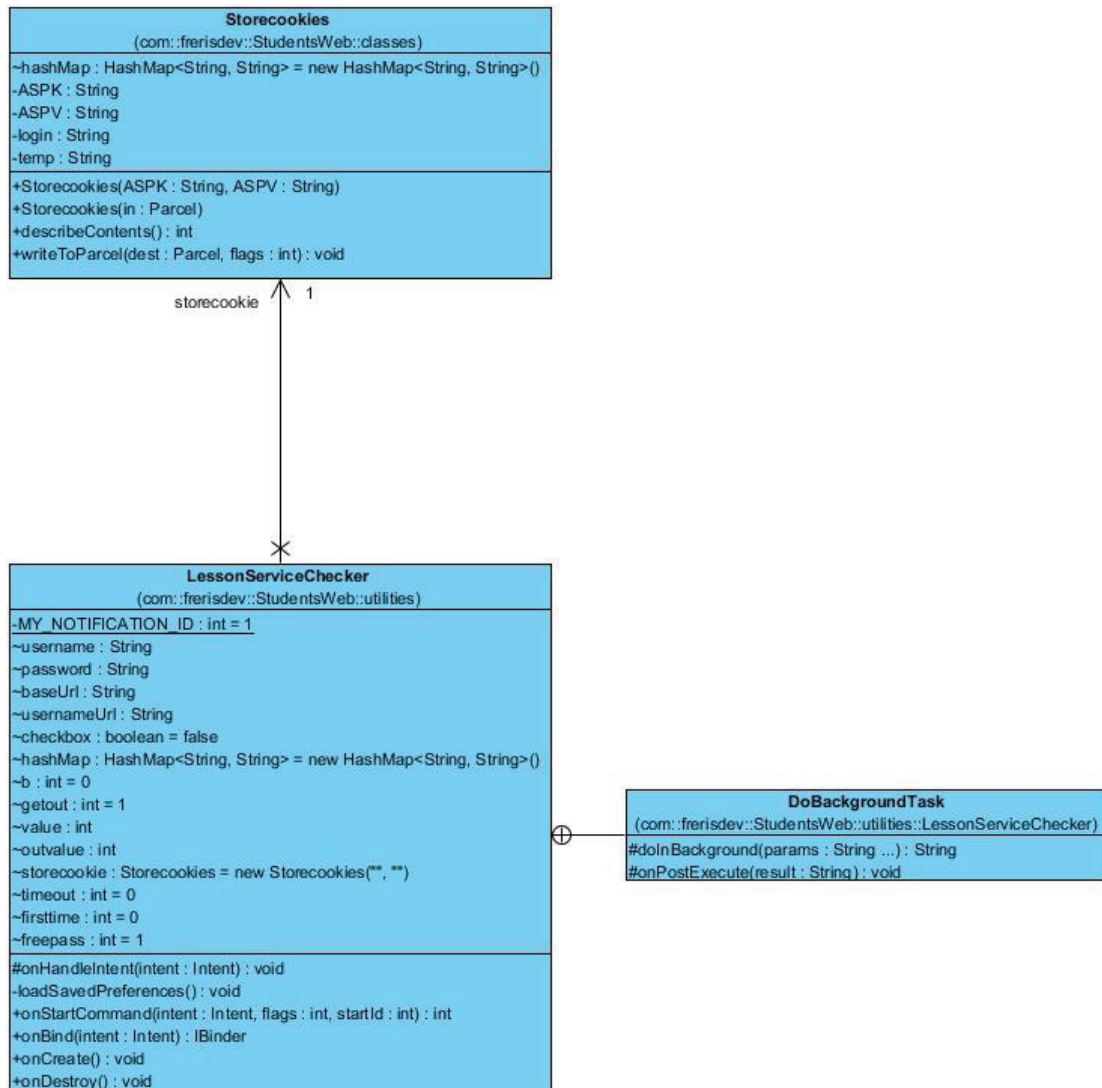 Storecookies
(com::frerisdev::StudentsWeb::classes)
~hashMap : HashMap<String, String> = new HashMap<String, String>()
-ASPK : String
-ASPV : String
-login : String
-temp : String
+Storecookies(ASPK : String, ASPV : String)
+Storecookies(in : Parcel)
+describeContents() : int
+writeToParcel(dest : Parcel, flags : int) : void
storecookie 1
LessonServiceChecker
(com::frerisdev::StudentsWeb::utilities)
-MY_NOTIFICATION_ID : int = 1
~username : String
~password : String
~baseUrl : String
~usernameUrl : String
~checkbox : boolean = false
~hashMap : HashMap<String, String> = new HashMap<String, String>()
~b : int = 0
~getout : int = 1
~value : int
~outvalue : int
~storecookie : Storecookies = new Storecookies("", "")
~timeout : int = 0
~firsttime : int = 0
~freepass : int = 1
#onHandleIntent(intent : Intent) : void
-loadSavedPreferences() : void
+onStartCommand(intent : Intent, flags : int, startId : int) : int
+onBind(intent : Intent) : IBinder
+onCreate() : void
+onDestroy() : void
DoBackgroundTask
(com::frerisdev::StudentsWeb::utilities::LessonServiceChecker)
#doInBackground(params : String ...) : String
#onPostExecute(result : String) : void